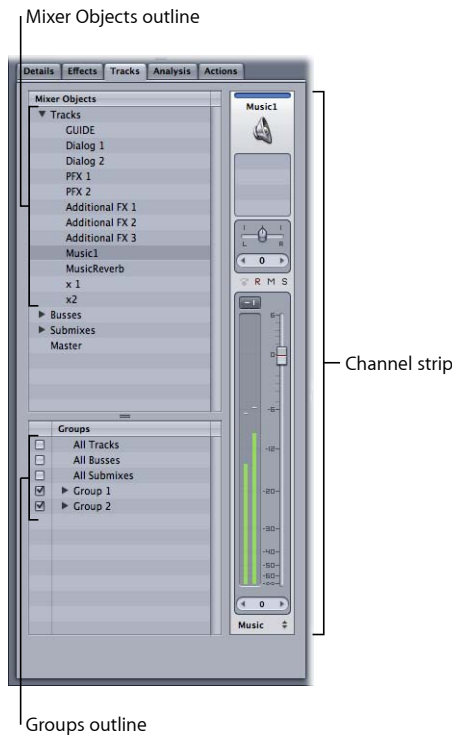 Mixer Objects outline
Details Effects Tracks Analysis Actions
Mixer Objects
Tracks
GUIDE
Dialog 1
Dialog 2
PFX 1
PFX 2
Additional FX 1
Additional FX 2
Additional FX 3
Music1
MusicReverb
x 1
x2
Busses
Submixes
Master
Groups
All Tracks
All Busses
All Submixes
Group 1
Group 2
Music1
L R
0
R M S
-1
6
0
-6
-12
-20
-30
-40
-50
-60
-∞
0
Music
Channel strip
Groups outline